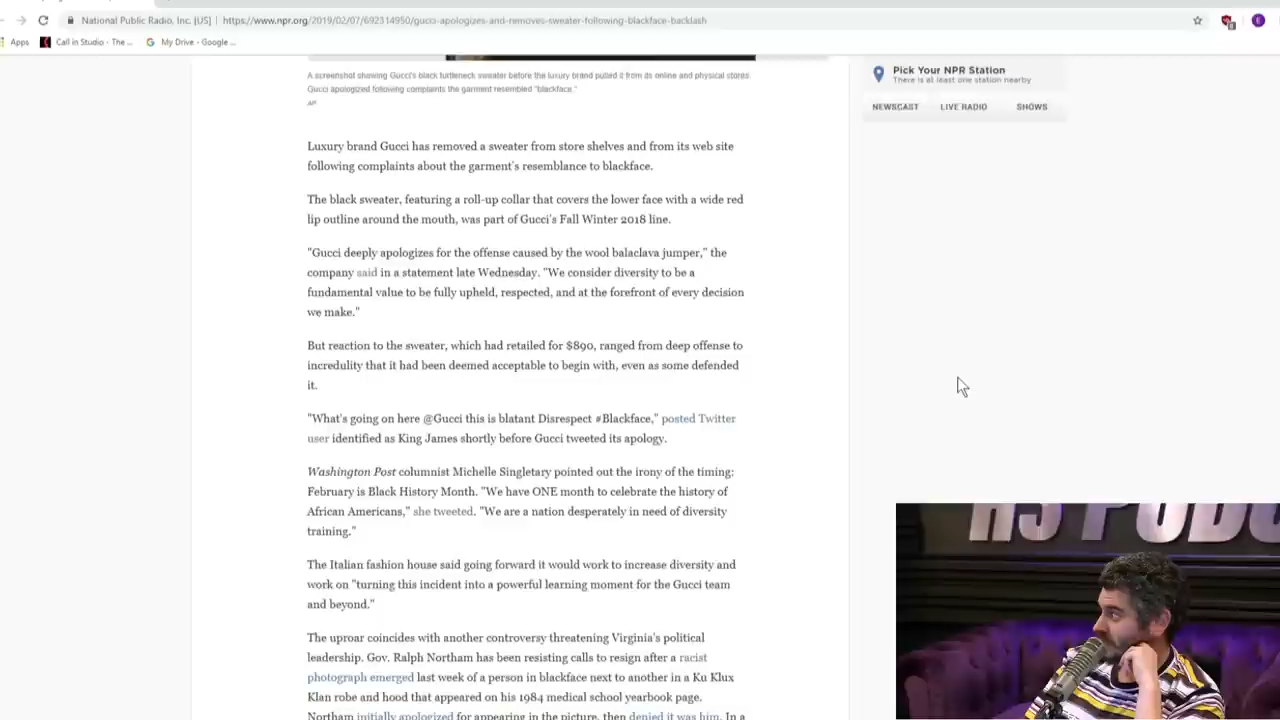 National Public Radio, Inc. [US] | https://www.npr.org/2019/02/07/692314950/gucci-apologizes-and-removes-sweater-following-blackface-backlash
Apps Call in Studio - The ... My Drive - Google ...
A screenshot showing Gucci's black turtleneck sweater before the luxury brand pulled it from its online and physical stores.
Gucci apologized following complaints the garment resembled "blackface."
AP
Pick Your NPR Station
There is at least one station nearby
NEWSCAST LIVE RADIO SHOWS
Luxury brand Gucci has removed a sweater from store shelves and from its web site
following complaints about the garment's resemblance to blackface.
The black sweater, featuring a roll-up collar that covers the lower face with a wide red
lip outline around the mouth, was part of Gucci's Fall Winter 2018 line.
"Gucci deeply apologizes for the offense caused by the wool balaclava jumper," the
company said in a statement late Wednesday. "We consider diversity to be a
fundamental value to be fully upheld, respected, and at the forefront of every decision
we make."
But reaction to the sweater, which had retailed for $890, ranged from deep offense to
incredulity that it had been deemed acceptable to begin with, even as some defended
it.
"What's going on here @Gucci this is blatant Disrespect #Blackface," posted Twitter
user identified as King James shortly before Gucci tweeted its apology.
Washington Post columnist Michelle Singletary pointed out the irony of the timing:
February is Black History Month. "We have ONE month to celebrate the history of
African Americans," she tweeted. "We are a nation desperately in need of diversity
training."
The Italian fashion house said going forward it would work to increase diversity and
work on "turning this incident into a powerful learning moment for the Gucci team
and beyond."
The uproar coincides with another controversy threatening Virginia's political
leadership. Gov. Ralph Northam has been resisting calls to resign after a racist
photograph emerged last week of a person in blackface next to another in a Ku Klux
Klan robe and hood that appeared on his 1984 medical school yearbook page.
Northam initially apologized for appearing in the picture, then denied it was him. In a
E
H3 PODC